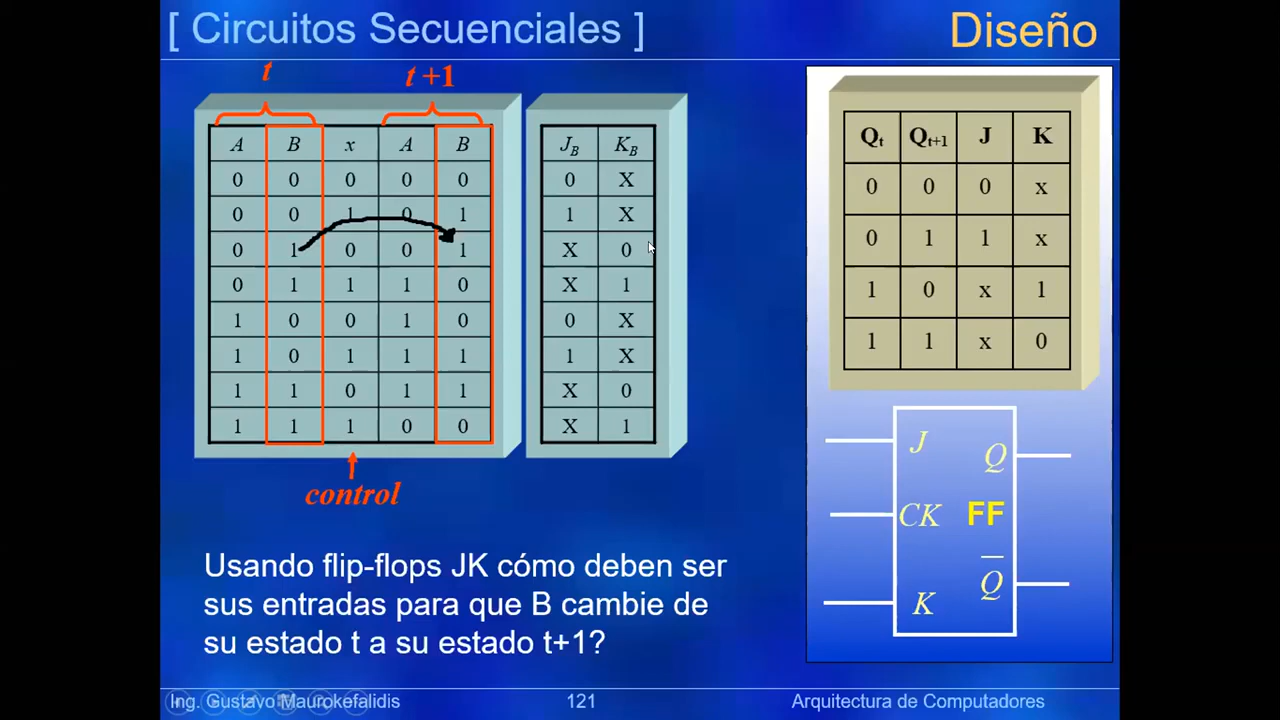 [ Circuitos Secuenciales ] Diseño
t t +1
A B x A B
0 0 0 0 0
0 0 1 0 1
0 1 0 0 1
0 1 1 1 0
1 0 0 1 0
1 0 1 1 1
1 1 0 1 1
1 1 1 0 0
control
J_B K_B
0 X
1 X
X 0
X 1
0 X
1 X
X 0
X 1
Q_t Q_t+1 J K
0 0 0 x
0 1 1 x
1 0 x 1
1 1 x 0
J Q
CK FF
K Q̅
Usando flip-flops JK cómo deben ser
sus entradas para que B cambie de
su estado t a su estado t+1?
Ing. Gustavo Maurokefalidis 121 Arquitectura de Computadores